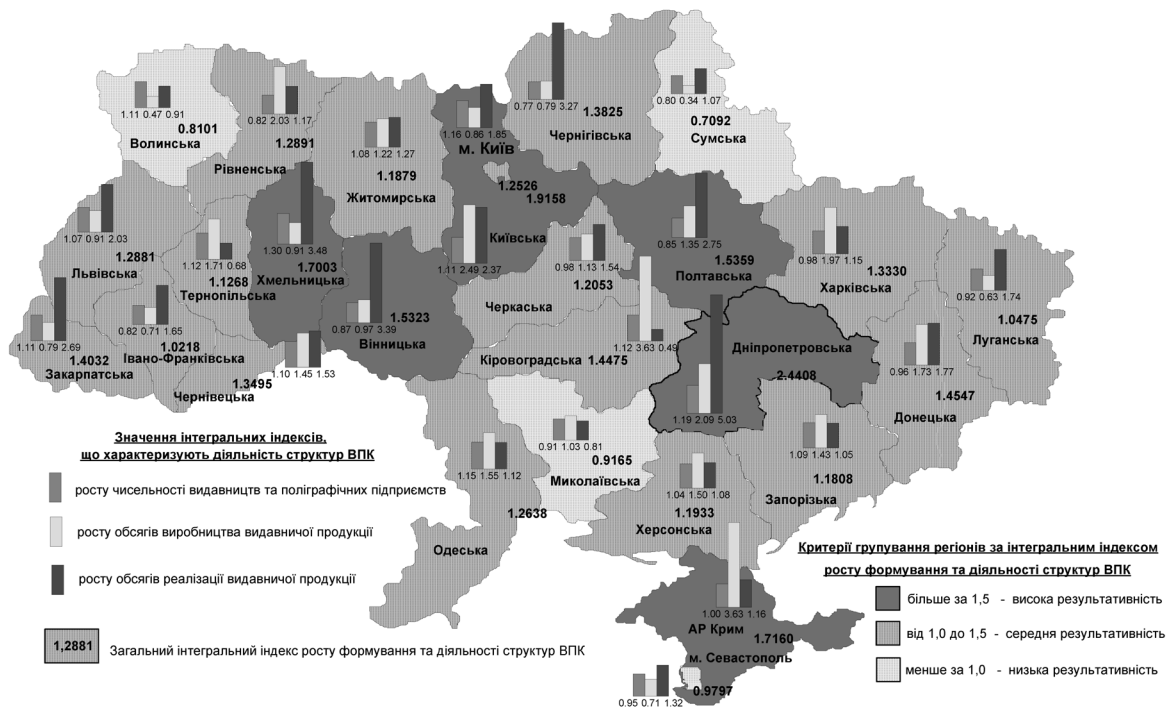 1.11 0.47 0.91
0.8101
Волинська
0.82 2.03 1.17
1.2891
Рівненська
1.08 1.22 1.27
1.1879
Житомирська
1.16 0.86 1.85
м. Київ
1.2526
1.9158
Київська
1.11 2.49 2.37
0.77 0.79 3.27
1.3825
Чернігівська
0.80 0.34 1.07
0.7092
Сумська
1.07 0.91 2.03
1.2881
Львівська
1.12 1.71 0.68
1.1268
Тернопільська
1.30 0.91 3.48
1.7003
Хмельницька
0.87 0.97 3.39
1.5323
Вінницька
0.98 1.13 1.54
Черкаська
1.2053
0.85 1.35 2.75
1.5359
Полтавська
0.98 1.97 1.15
1.3330
Харківська
0.92 0.63 1.74
1.0475
Луганська
1.11 0.79 2.69
1.4032
Закарпатська
0.82 0.71 1.65
1.0218
Івано-Франківська
1.10 1.45 1.53
1.3495
Чернівецька
1.12 3.63 0.49
Кіровоградська
1.4475
Дніпропетровська
2.4408
1.19 2.09 5.03
0.96 1.73 1.77
1.4547
Донецька
1.15 1.55 1.12
1.2638
Одеська
0.91 1.03 0.81
0.9165
Миколаївська
1.04 1.50 1.08
1.1933
Херсонська
1.09 1.43 1.05
1.1808
Запорізька
1.00 3.63 1.16
АР Крим
1.7160
м. Севастополь
0.9797
0.95 0.71 1.32
Значення інтегральних індексів,
що характеризують діяльність структур ВПК
росту чисельності видавництв та поліграфічних підприємств
росту обсягів виробництва видавничої продукції
росту обсягів реалізації видавничої продукції
1,2881 Загальний інтегральний індекс росту формування та діяльності структур ВПК
Критерії групування регіонів за інтегральним індексом
росту формування та діяльності структур ВПК
більше за 1,5 - висока результативність
від 1,0 до 1,5 - середня результативність
менше за 1,0 - низька результативність